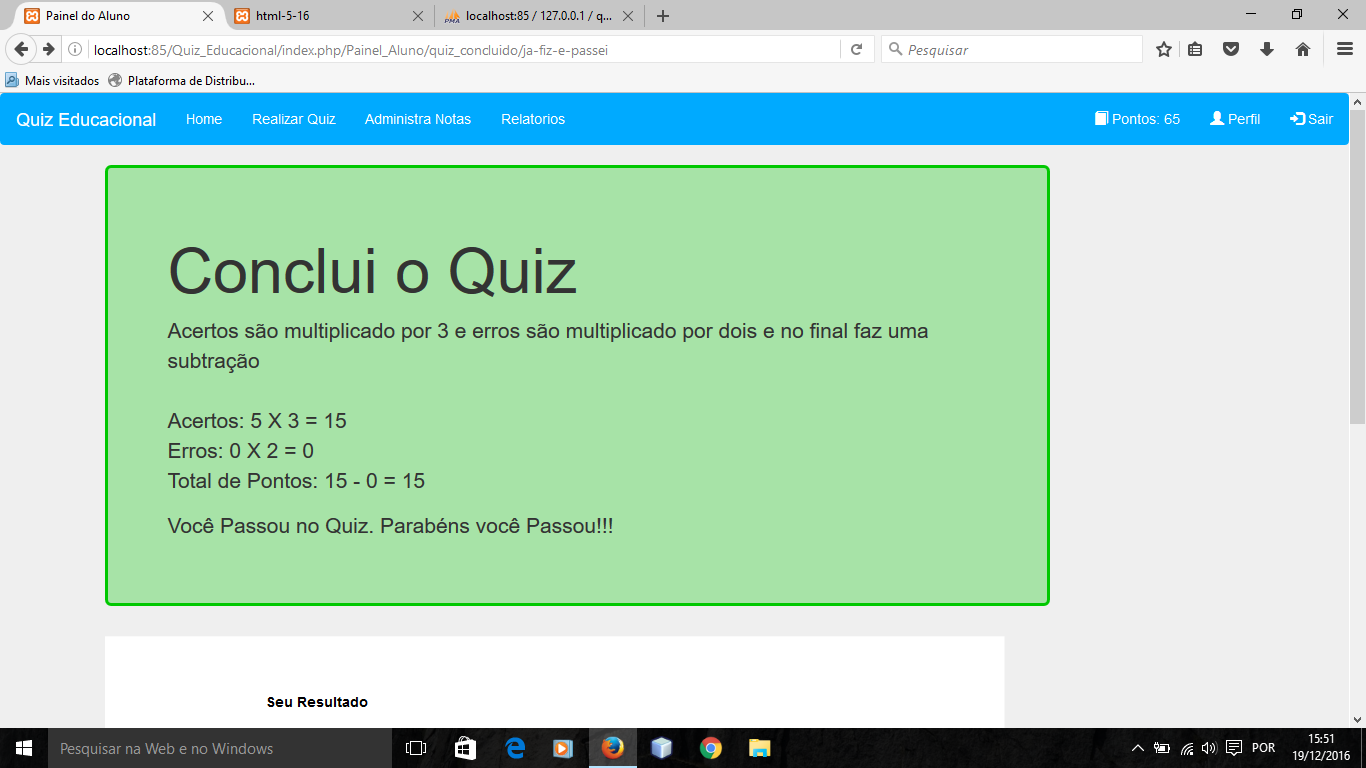 Painel do Aluno
html-5-16
localhost:85 / 127.0.0.1 / q...
localhost:85/Quiz_Educacional/index.php/Painel_Aluno/quiz_concluido/ja-fiz-e-passei
Pesquisar
Mais visitados
Plataforma de Distribu...
Quiz Educacional
Home
Realizar Quiz
Administra Notas
Relatorios
Pontos: 65
Perfil
Sair
Conclui o Quiz
Acertos são multiplicado por 3 e erros são multiplicado por dois e no final faz uma
subtração
Acertos: 5 X 3 = 15
Erros: 0 X 2 = 0
Total de Pontos: 15 - 0 = 15
Você Passou no Quiz. Parabéns você Passou!!!
Seu Resultado
Pesquisar na Web e no Windows
POR
15:51
19/12/2016